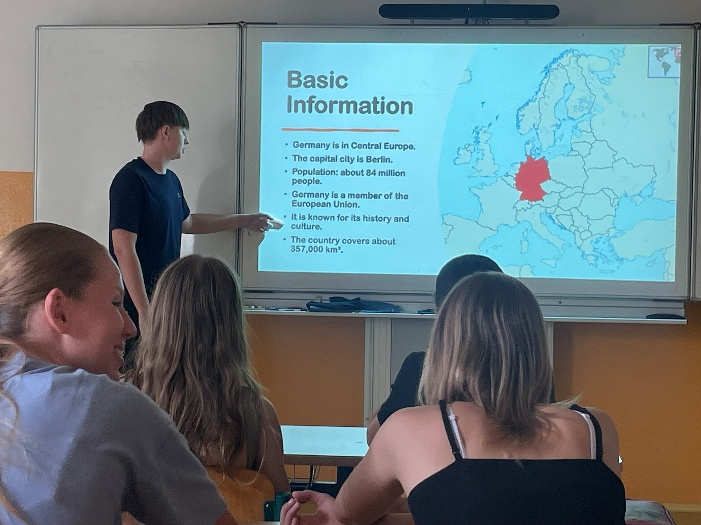 Basic
Information
• Germany is in Central Europe.
• The capital city is Berlin.
• Population: about 84 million
people.
• Germany is a member of the
European Union.
• It is known for its history and
culture.
• The country covers about
357,000 km².